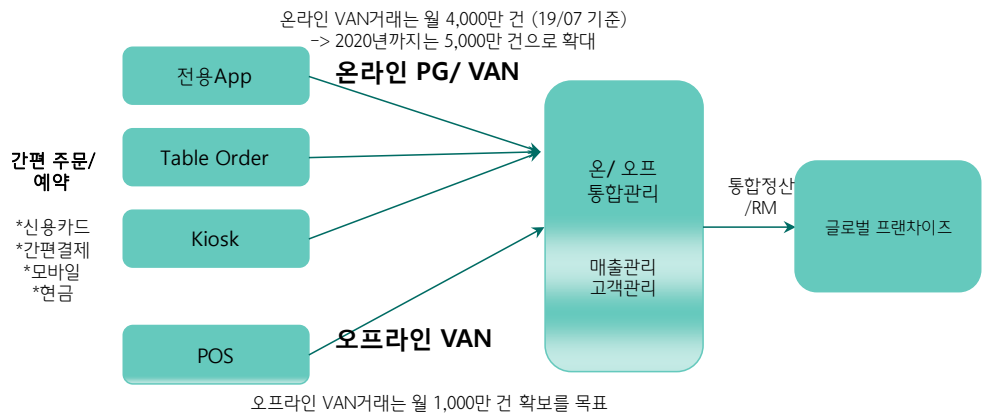 온라인 VAN거래는 월 4,000만 건 (19/07 기준)
-> 2020년까지는 5,000만 건으로 확대
온라인 PG/ VAN
전용App
Table Order
간편 주문/
예약
*신용카드
*간편결제
*모바일
*현금
Kiosk
POS
오프라인 VAN
오프라인 VAN거래는 월 1,000만 건 확보를 목표
온/ 오프
통합관리
매출관리
고객관리
통합정산
/RM
글로벌 프랜차이즈